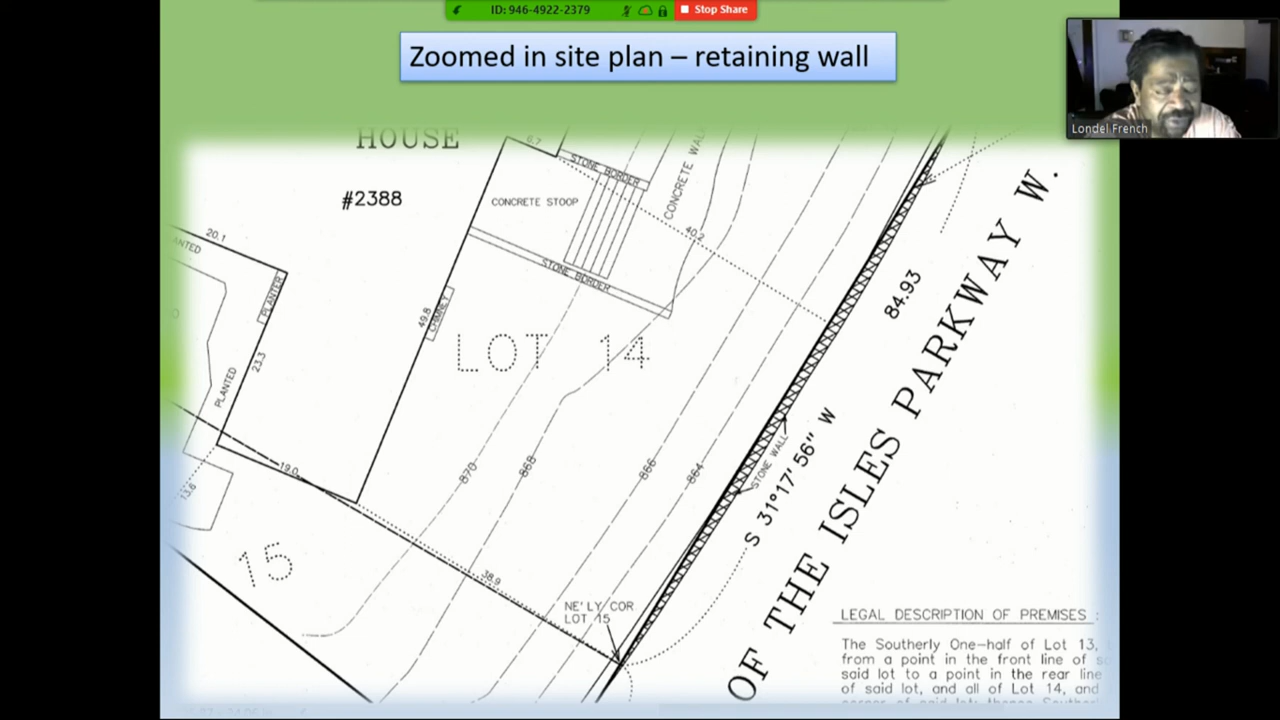 ID: 946-4922-2379
Stop Share
Zoomed in site plan – retaining wall
Londel French
HOUSE
#2388
6.7
STONE BORDER
CONCRETE STOOP
CONCRETE
40.2
STONE BORDER
20.1
PLANTER
49.8
CHIMNEY
23.3
PLANTED
LOT 14
84.93
870
868
866
864
STONE WALL
S 31°17'56" W
OF THE ISLES PARKWAY W.
19.0
13.6
15
38.9
NE'LY COR
LOT 15
LEGAL DESCRIPTION OF PREMISES :
The Southerly One-half of Lot 13,
from a point in the front line of
said lot to a point in the rear line
of said lot, and all of Lot 14, and